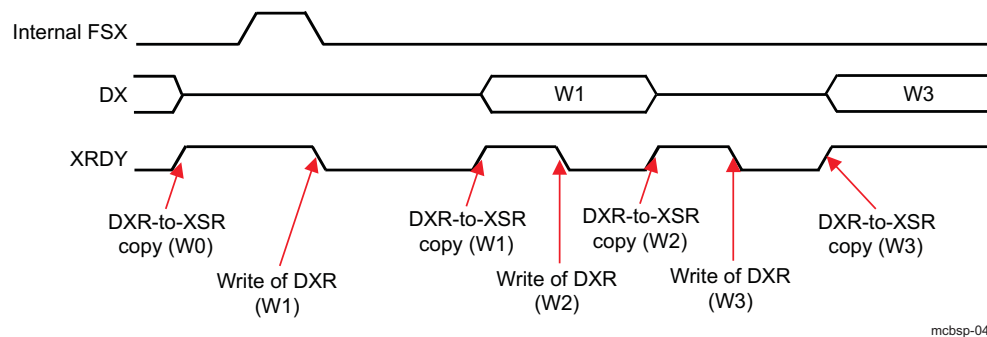 Internal FSX
DX
W1
W3
XRDY
DXR-to-XSR
copy (W0)
Write of DXR
(W1)
DXR-to-XSR
copy (W1)
Write of DXR
(W2)
DXR-to-XSR
copy (W2)
Write of DXR
(W3)
DXR-to-XSR
copy (W3)
mcbsp-04